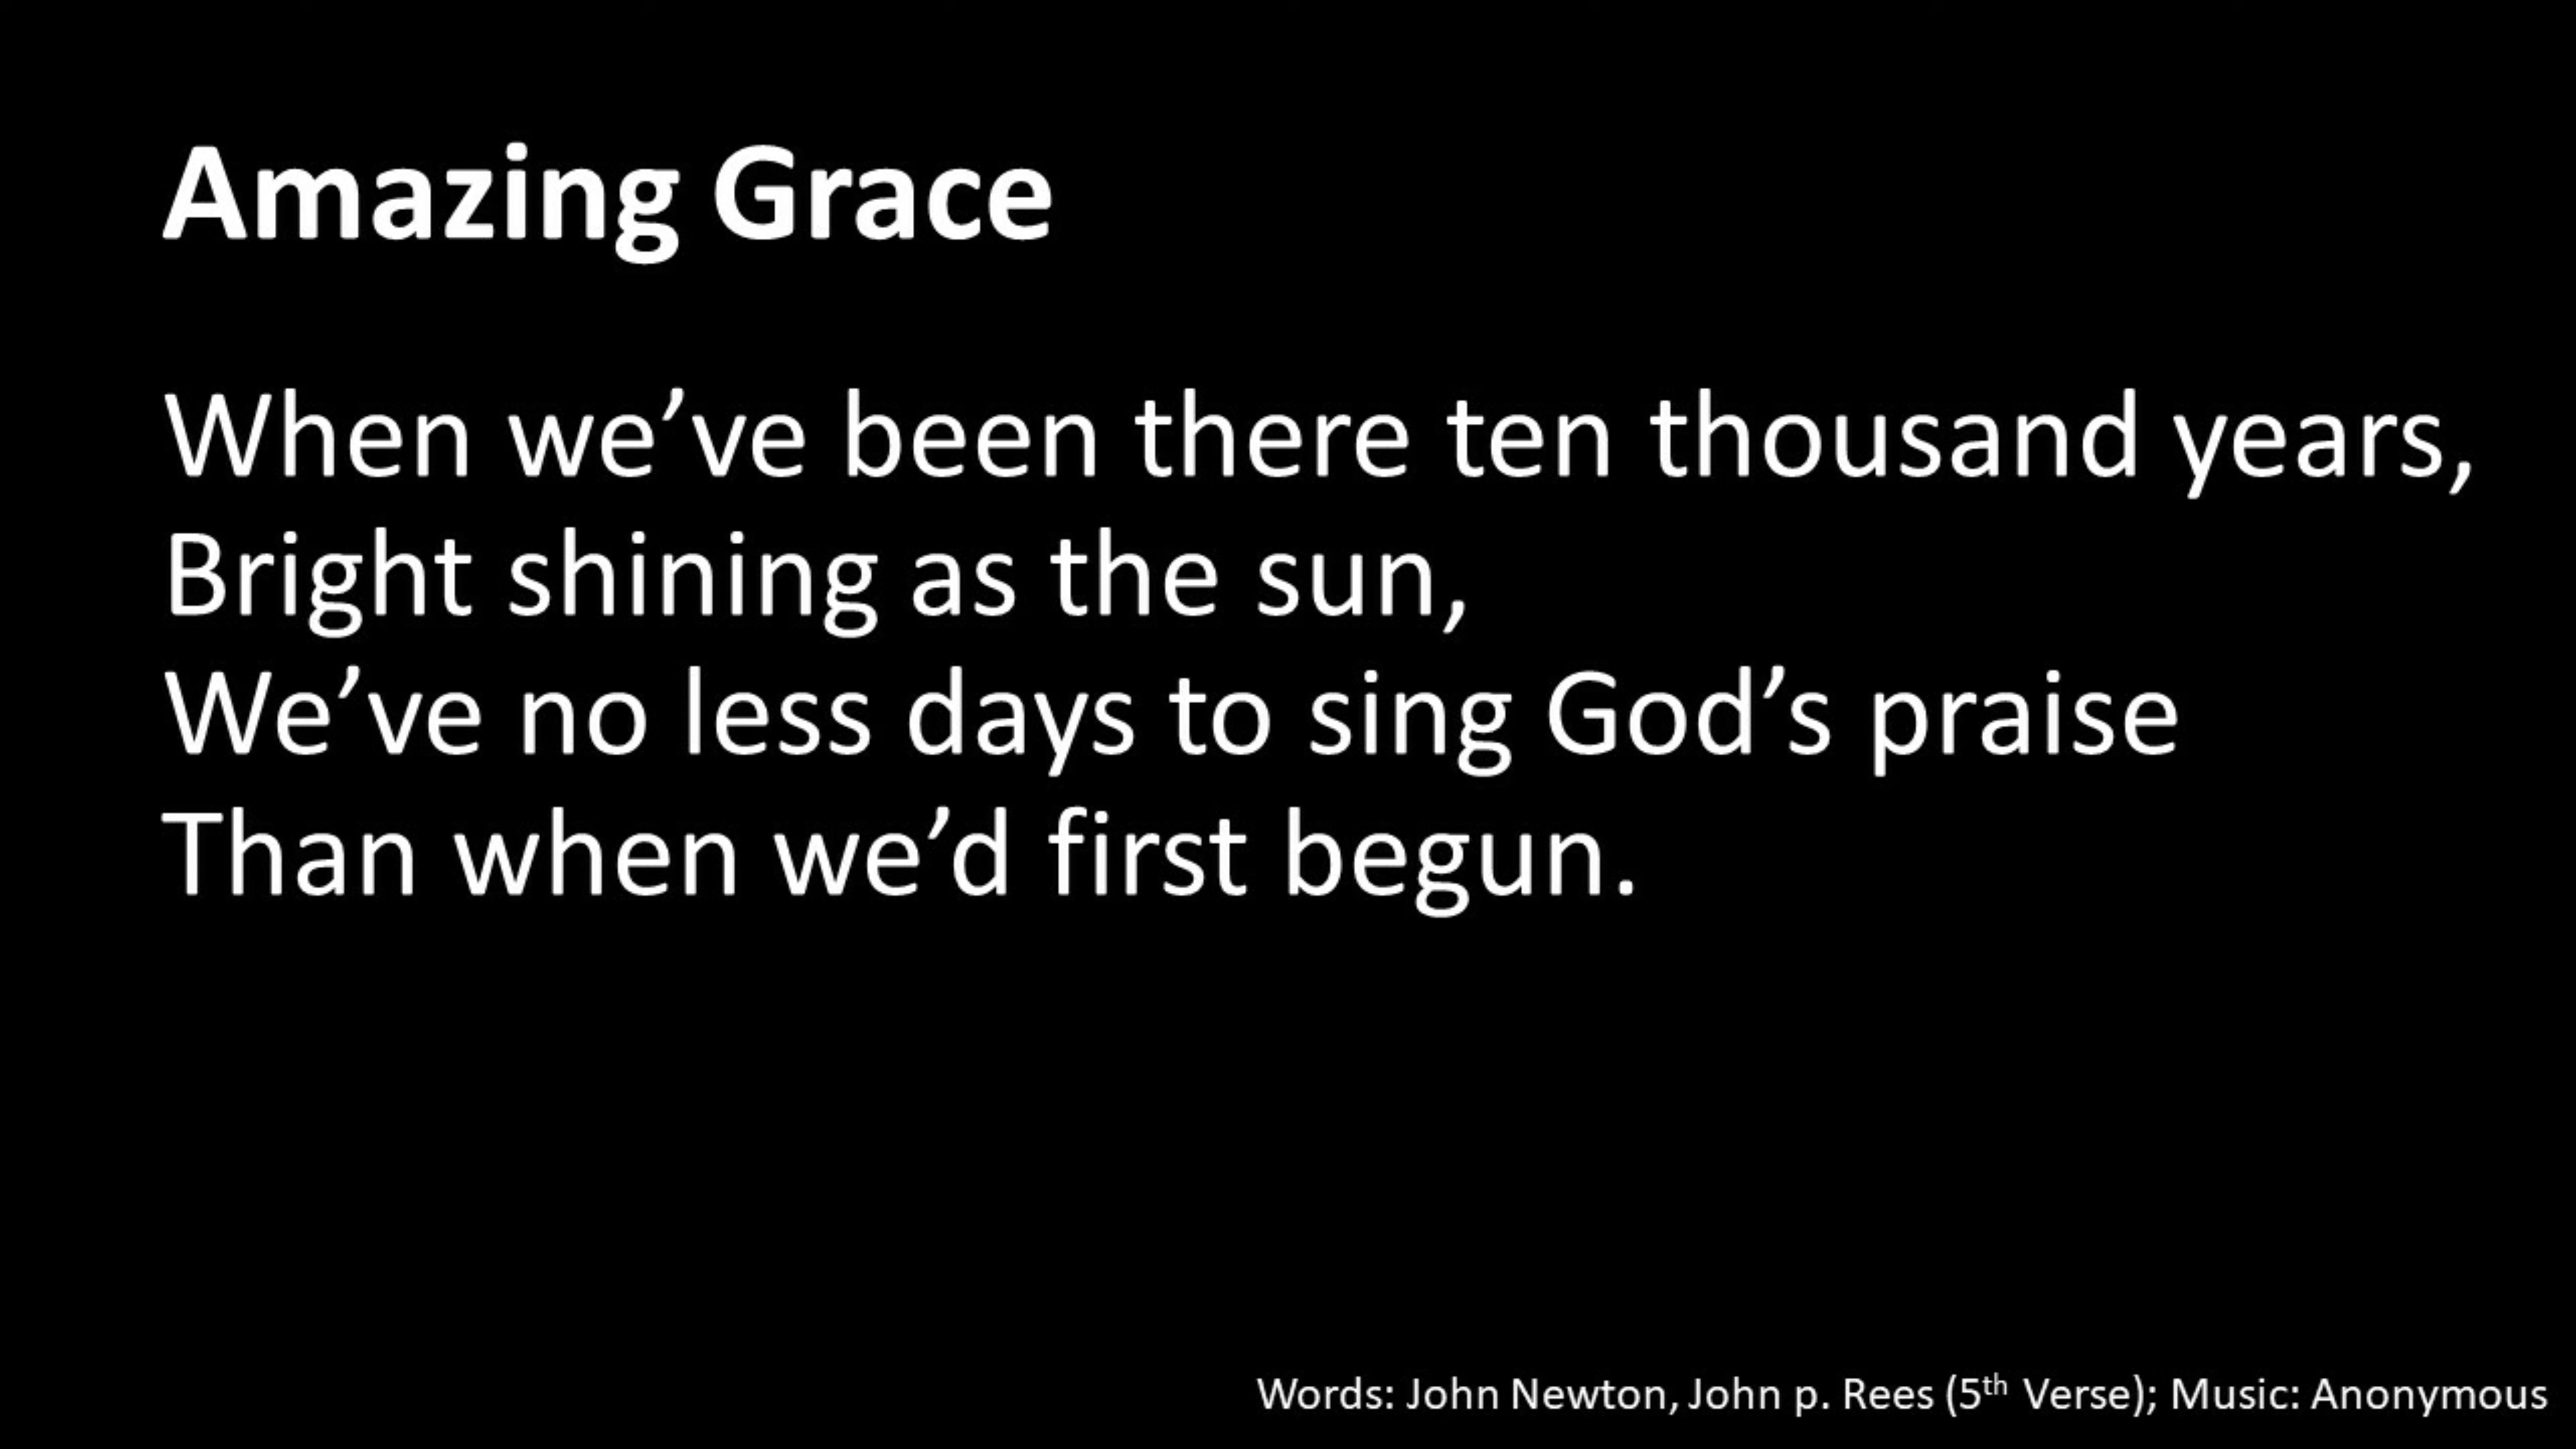 Amazing Grace
When we’ve been there ten thousand years,
Bright shining as the sun,
We’ve no less days to sing God’s praise
Than when we’d first begun.
Words: John Newton, John p. Rees (5th Verse); Music: Anonymous